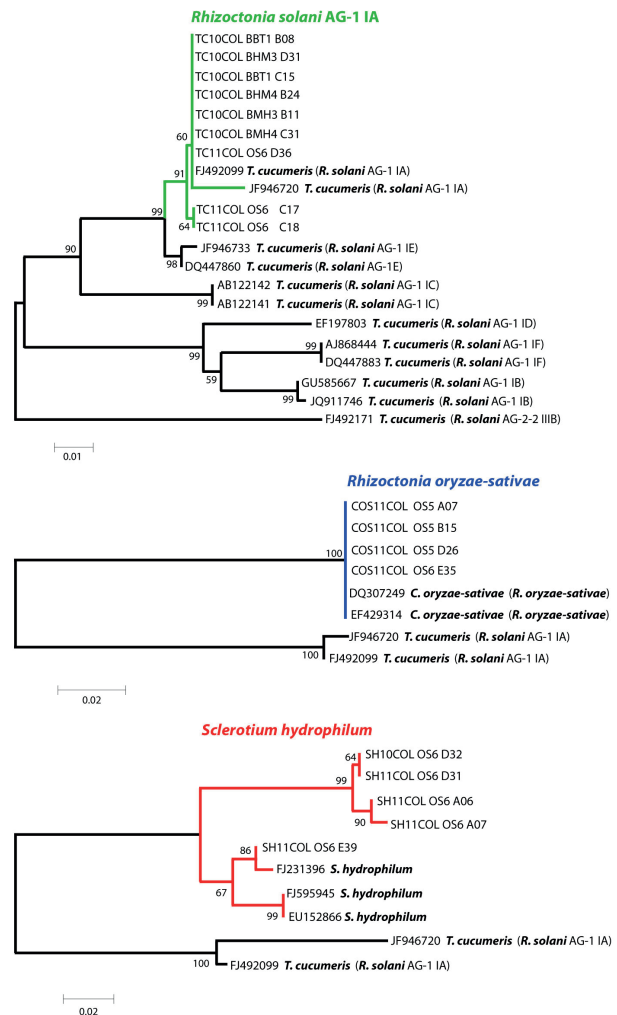 Rhizoctonia solani AG-1 IA
TC10COL BBT1 B08
TC10COL BHM3 D31
TC10COL BBT1 C15
TC10COL BHM4 B24
TC10COL BMH3 B11
TC10COL BMH4 C31
60
TC11COL OS6 D36
FJ492099 T. cucumeris (R. solani AG-1 IA)
91
JF946720 T. cucumeris (R. solani AG-1 IA)
99
TC11COL OS6 C17
64
TC11COL OS6 C18
90
JF946733 T. cucumeris (R. solani AG-1 IE)
98
DQ447860 T. cucumeris (R. solani AG-1E)
AB122142 T. cucumeris (R. solani AG-1 IC)
99
AB122141 T. cucumeris (R. solani AG-1 IC)
EF197803 T. cucumeris (R. solani AG-1 ID)
99
99
AJ868444 T. cucumeris (R. solani AG-1 IF)
DQ447883 T. cucumeris (R. solani AG-1 IF)
59
GU585667 T. cucumeris (R. solani AG-1 IB)
99
JQ911746 T. cucumeris (R. solani AG-1 IB)
FJ492171 T. cucumeris (R. solani AG-2-2 IIIB)
0.01
Rhizoctonia oryzae-sativae
COS11COL OS5 A07
COS11COL OS5 B15
COS11COL OS5 D26
100
COS11COL OS6 E35
DQ307249 C. oryzae-sativae (R. oryzae-sativae)
EF429314 C. oryzae-sativae (R. oryzae-sativae)
JF946720 T. cucumeris (R. solani AG-1 IA)
100
FJ492099 T. cucumeris (R. solani AG-1 IA)
0.02
Sclerotium hydrophilum
64
SH10COL OS6 D32
99
SH11COL OS6 D31
SH11COL OS6 A06
90
SH11COL OS6 A07
86
SH11COL OS6 E39
FJ231396 S. hydrophilum
67
FJ595945 S. hydrophilum
99
EU152866 S. hydrophilum
JF946720 T. cucumeris (R. solani AG-1 IA)
100
FJ492099 T. cucumeris (R. solani AG-1 IA)
0.02